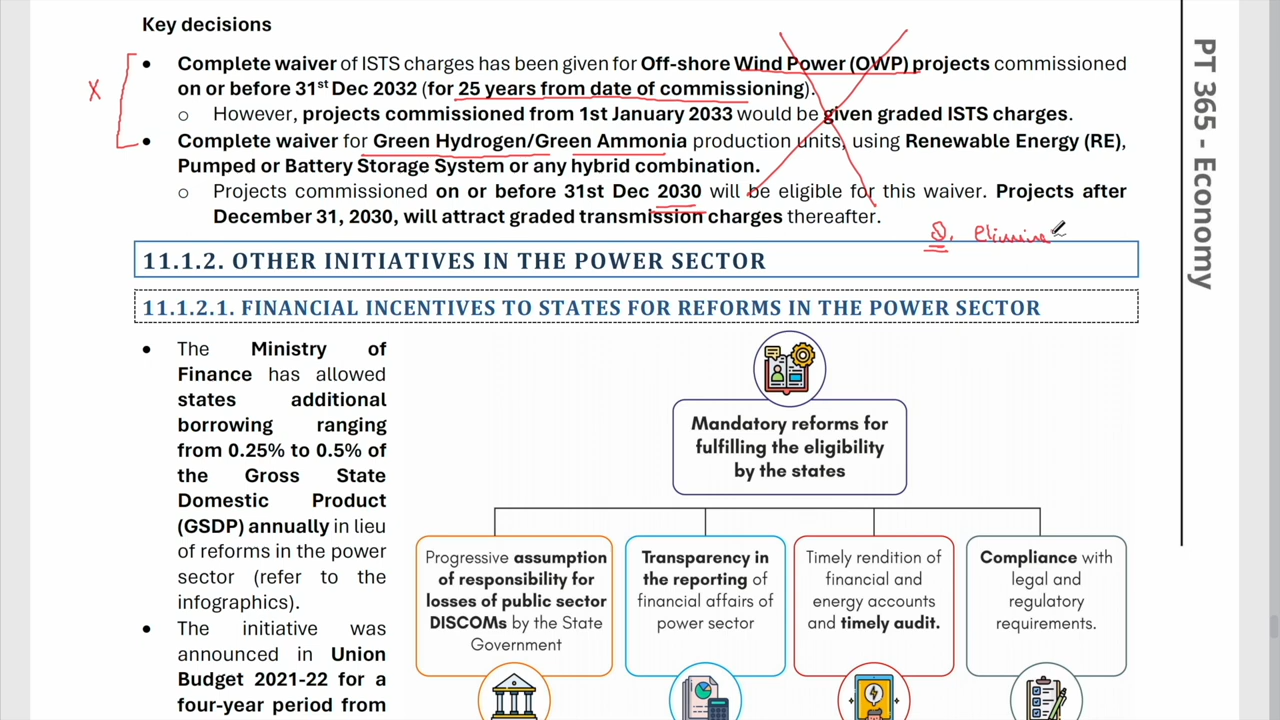 Key decisions
X
• Complete waiver of ISTS charges has been given for Off-shore Wind Power (OWP) projects commissioned
on or before 31st Dec 2032 (for 25 years from date of commissioning).
o However, projects commissioned from 1st January 2033 would be given graded ISTS charges.
• Complete waiver for Green Hydrogen/Green Ammonia production units, using Renewable Energy (RE),
Pumped or Battery Storage System or any hybrid combination.
o Projects commissioned on or before 31st Dec 2030 will be eligible for this waiver. Projects after
December 31, 2030, will attract graded transmission charges thereafter.
PT 365 - Economy
11.1.2. OTHER INITIATIVES IN THE POWER SECTOR
11.1.2.1. FINANCIAL INCENTIVES TO STATES FOR REFORMS IN THE POWER SECTOR
• The Ministry of
Finance has allowed
states additional
borrowing ranging
from 0.25% to 0.5% of
the Gross State
Domestic Product
(GSDP) annually in lieu
of reforms in the power
sector (refer to the
infographics).
• The initiative was
announced in Union
Budget 2021-22 for a
four-year period from
Mandatory reforms for
fulfilling the eligibility
by the states
Progressive assumption
of responsibility for
losses of public sector
DISCOMs by the State
Government
Transparency in
the reporting of
financial affairs of
power sector
Timely rendition of
financial and
energy accounts
and timely audit.
Compliance with
legal and
regulatory
requirements.